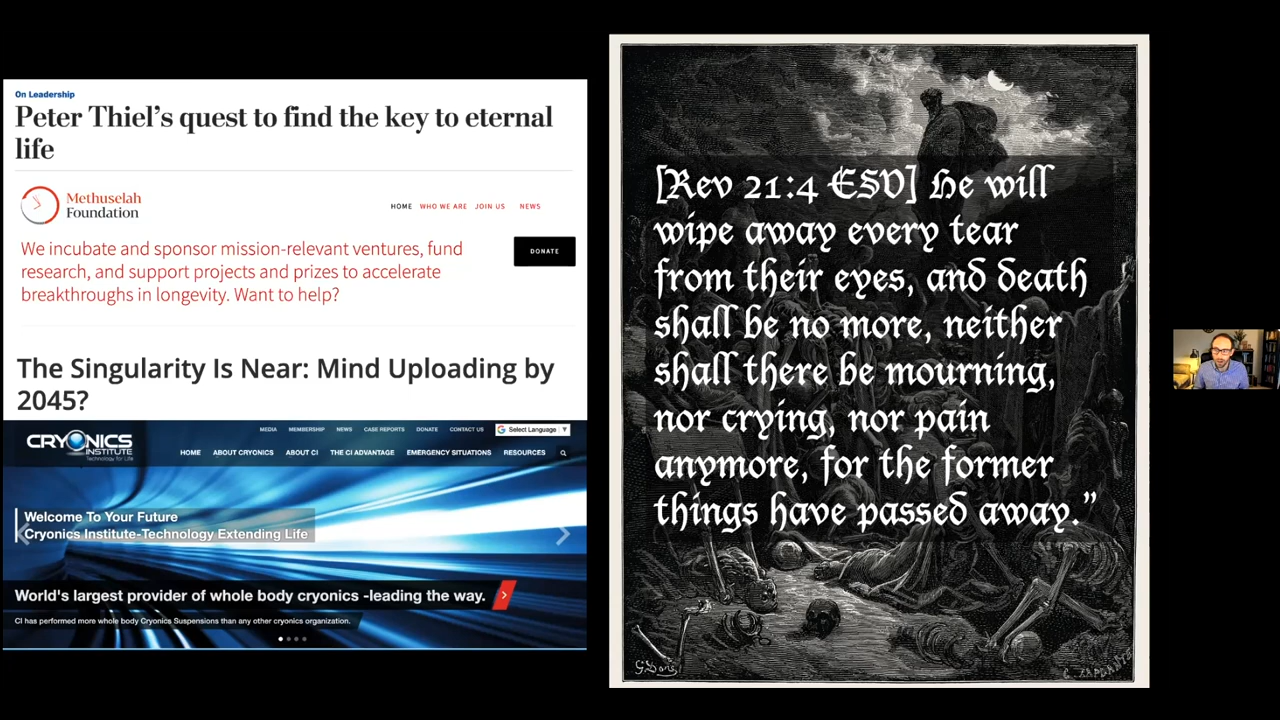 On Leadership
Peter Thiel's quest to find the key to eternal
life
Methuselah
Foundation
HOME WHO WE ARE JOIN US NEWS
We incubate and sponsor mission-relevant ventures, fund
research, and support projects and prizes to accelerate
breakthroughs in longevity. Want to help?
DONATE
The Singularity Is Near: Mind Uploading by
2045?
CRYONICS
INSTITUTE
Technology for Life
MEDIA MEMBERSHIP NEWS CASE REPORTS DONATE CONTACT US
G Select Language ▼
HOME ABOUT CRYONICS ABOUT CI THE CI ADVANTAGE EMERGENCY SITUATIONS RESOURCES
Welcome To Your Future
Cryonics Institute-Technology Extending Life
World's largest provider of whole body cryonics -leading the way.
CI has performed more whole body Cryonics Suspensions than any other cryonics organization.
[Rev 21:4 ESV] He will
wipe away every tear
from their eyes, and death
shall be no more, neither
shall there be mourning,
nor crying, nor pain
anymore, for the former
things have passed away.”
G. Doré